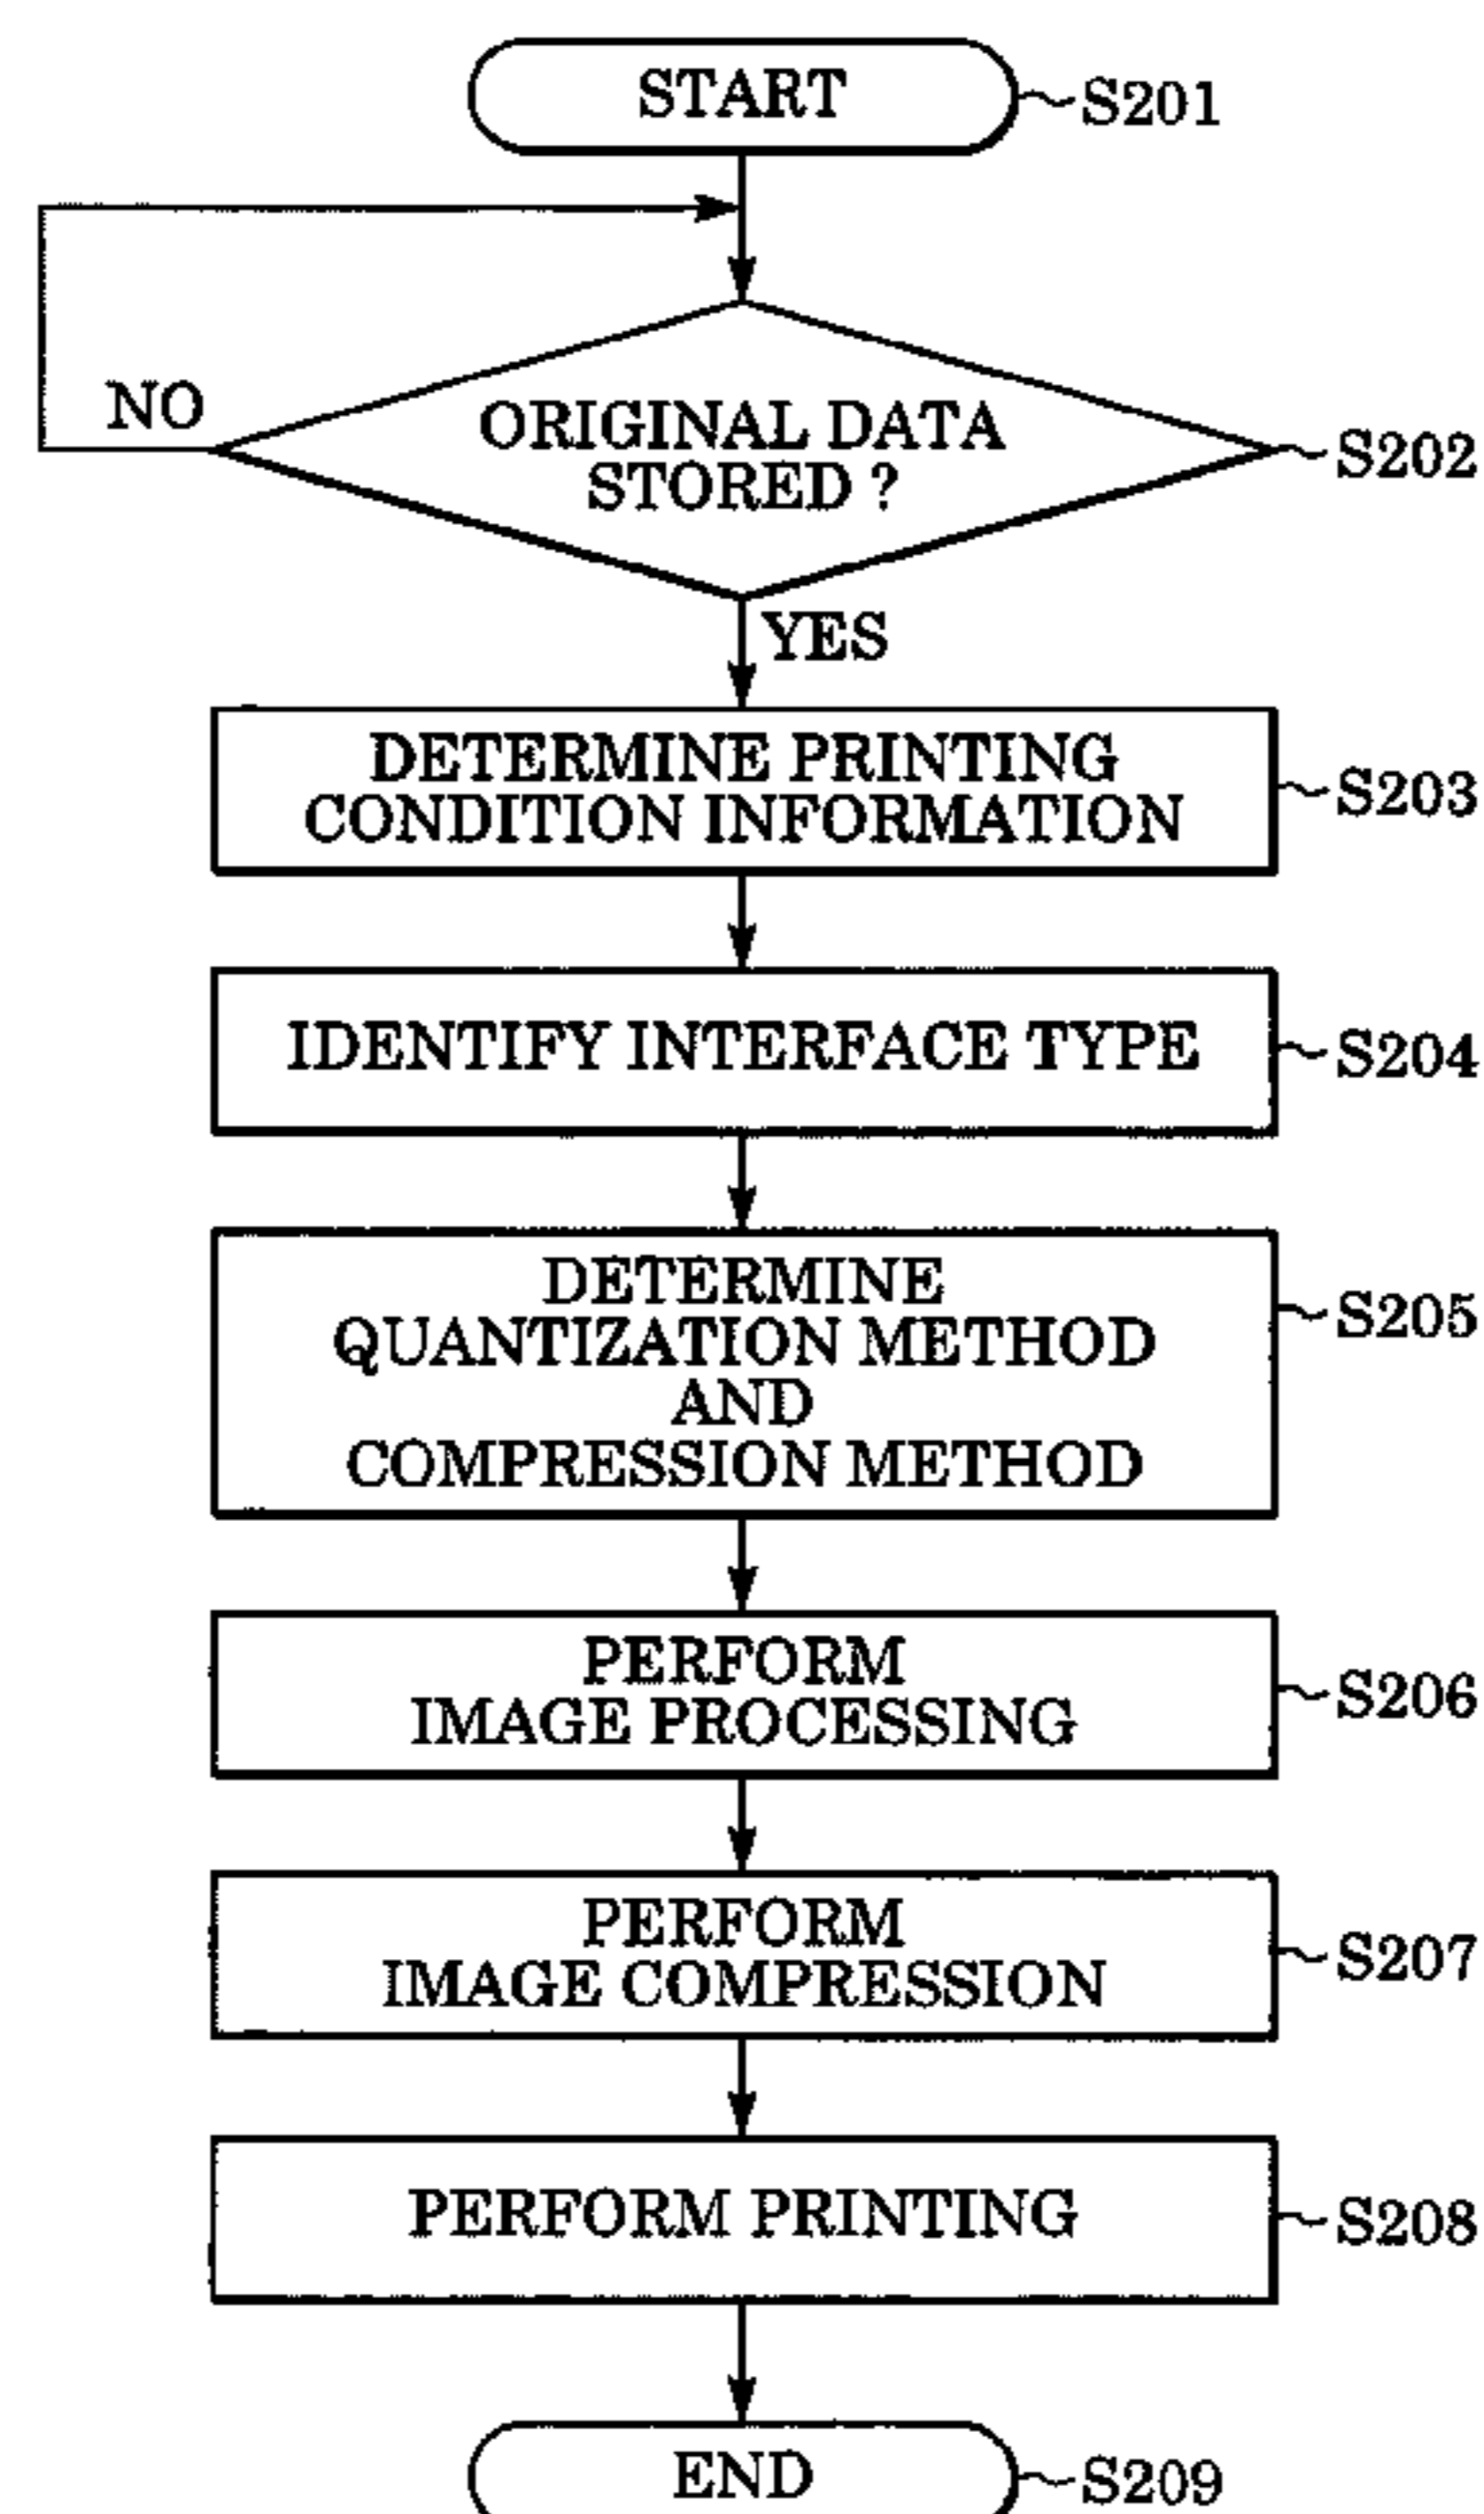 START
S201
NO
ORIGINAL DATA
STORED ?
S202
YES
DETERMINE PRINTING
CONDITION INFORMATION
S203
IDENTIFY INTERFACE TYPE
S204
DETERMINE
QUANTIZATION METHOD
AND
COMPRESSION METHOD
S205
PERFORM
IMAGE PROCESSING
S206
PERFORM
IMAGE COMPRESSION
S207
PERFORM PRINTING
S208
END
S209